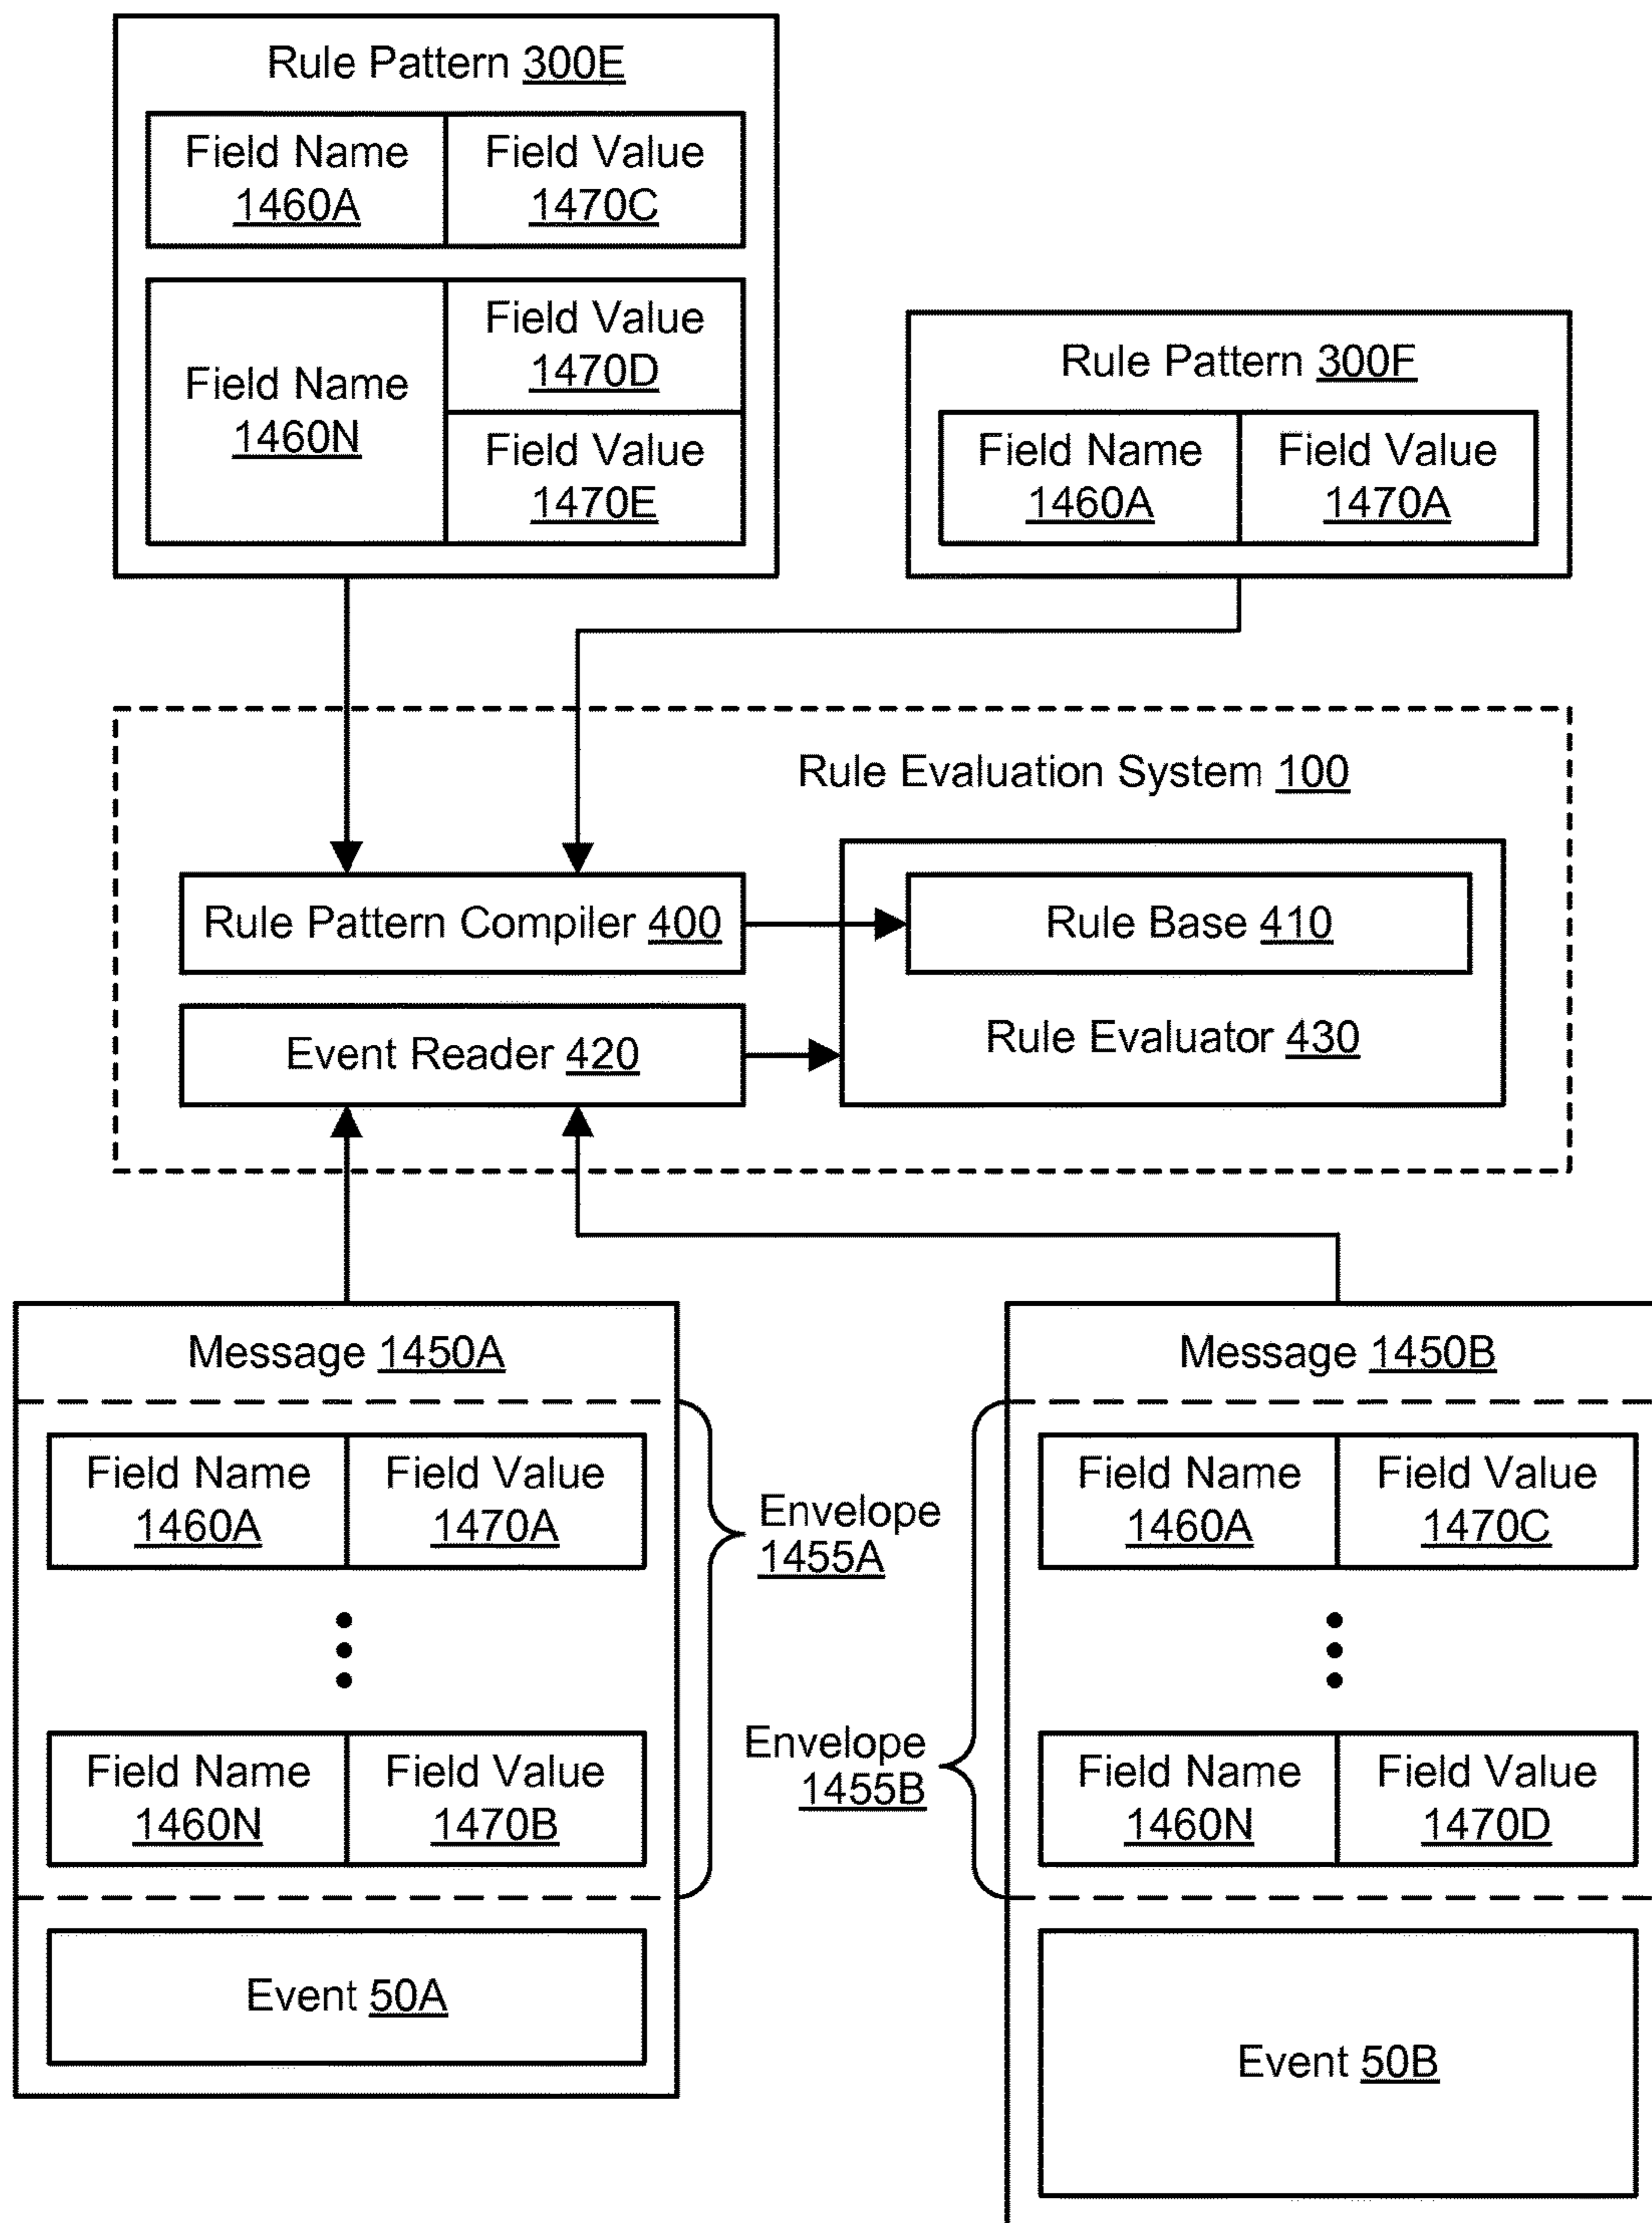 Rule Pattern 300E
Field Name
1460A
Field Value
1470C
Field Name
1460N
Field Value
1470D
Field Value
1470E
Rule Pattern 300F
Field Name
1460A
Field Value
1470A
Rule Evaluation System 100
Rule Pattern Compiler 400
Rule Base 410
Event Reader 420
Rule Evaluator 430
Message 1450A
Field Name
1460A
Field Value
1470A
Field Name
1460N
Field Value
1470B
Event 50A
Envelope
1455A
Envelope
1455B
Message 1450B
Field Name
1460A
Field Value
1470C
Field Name
1460N
Field Value
1470D
Event 50B